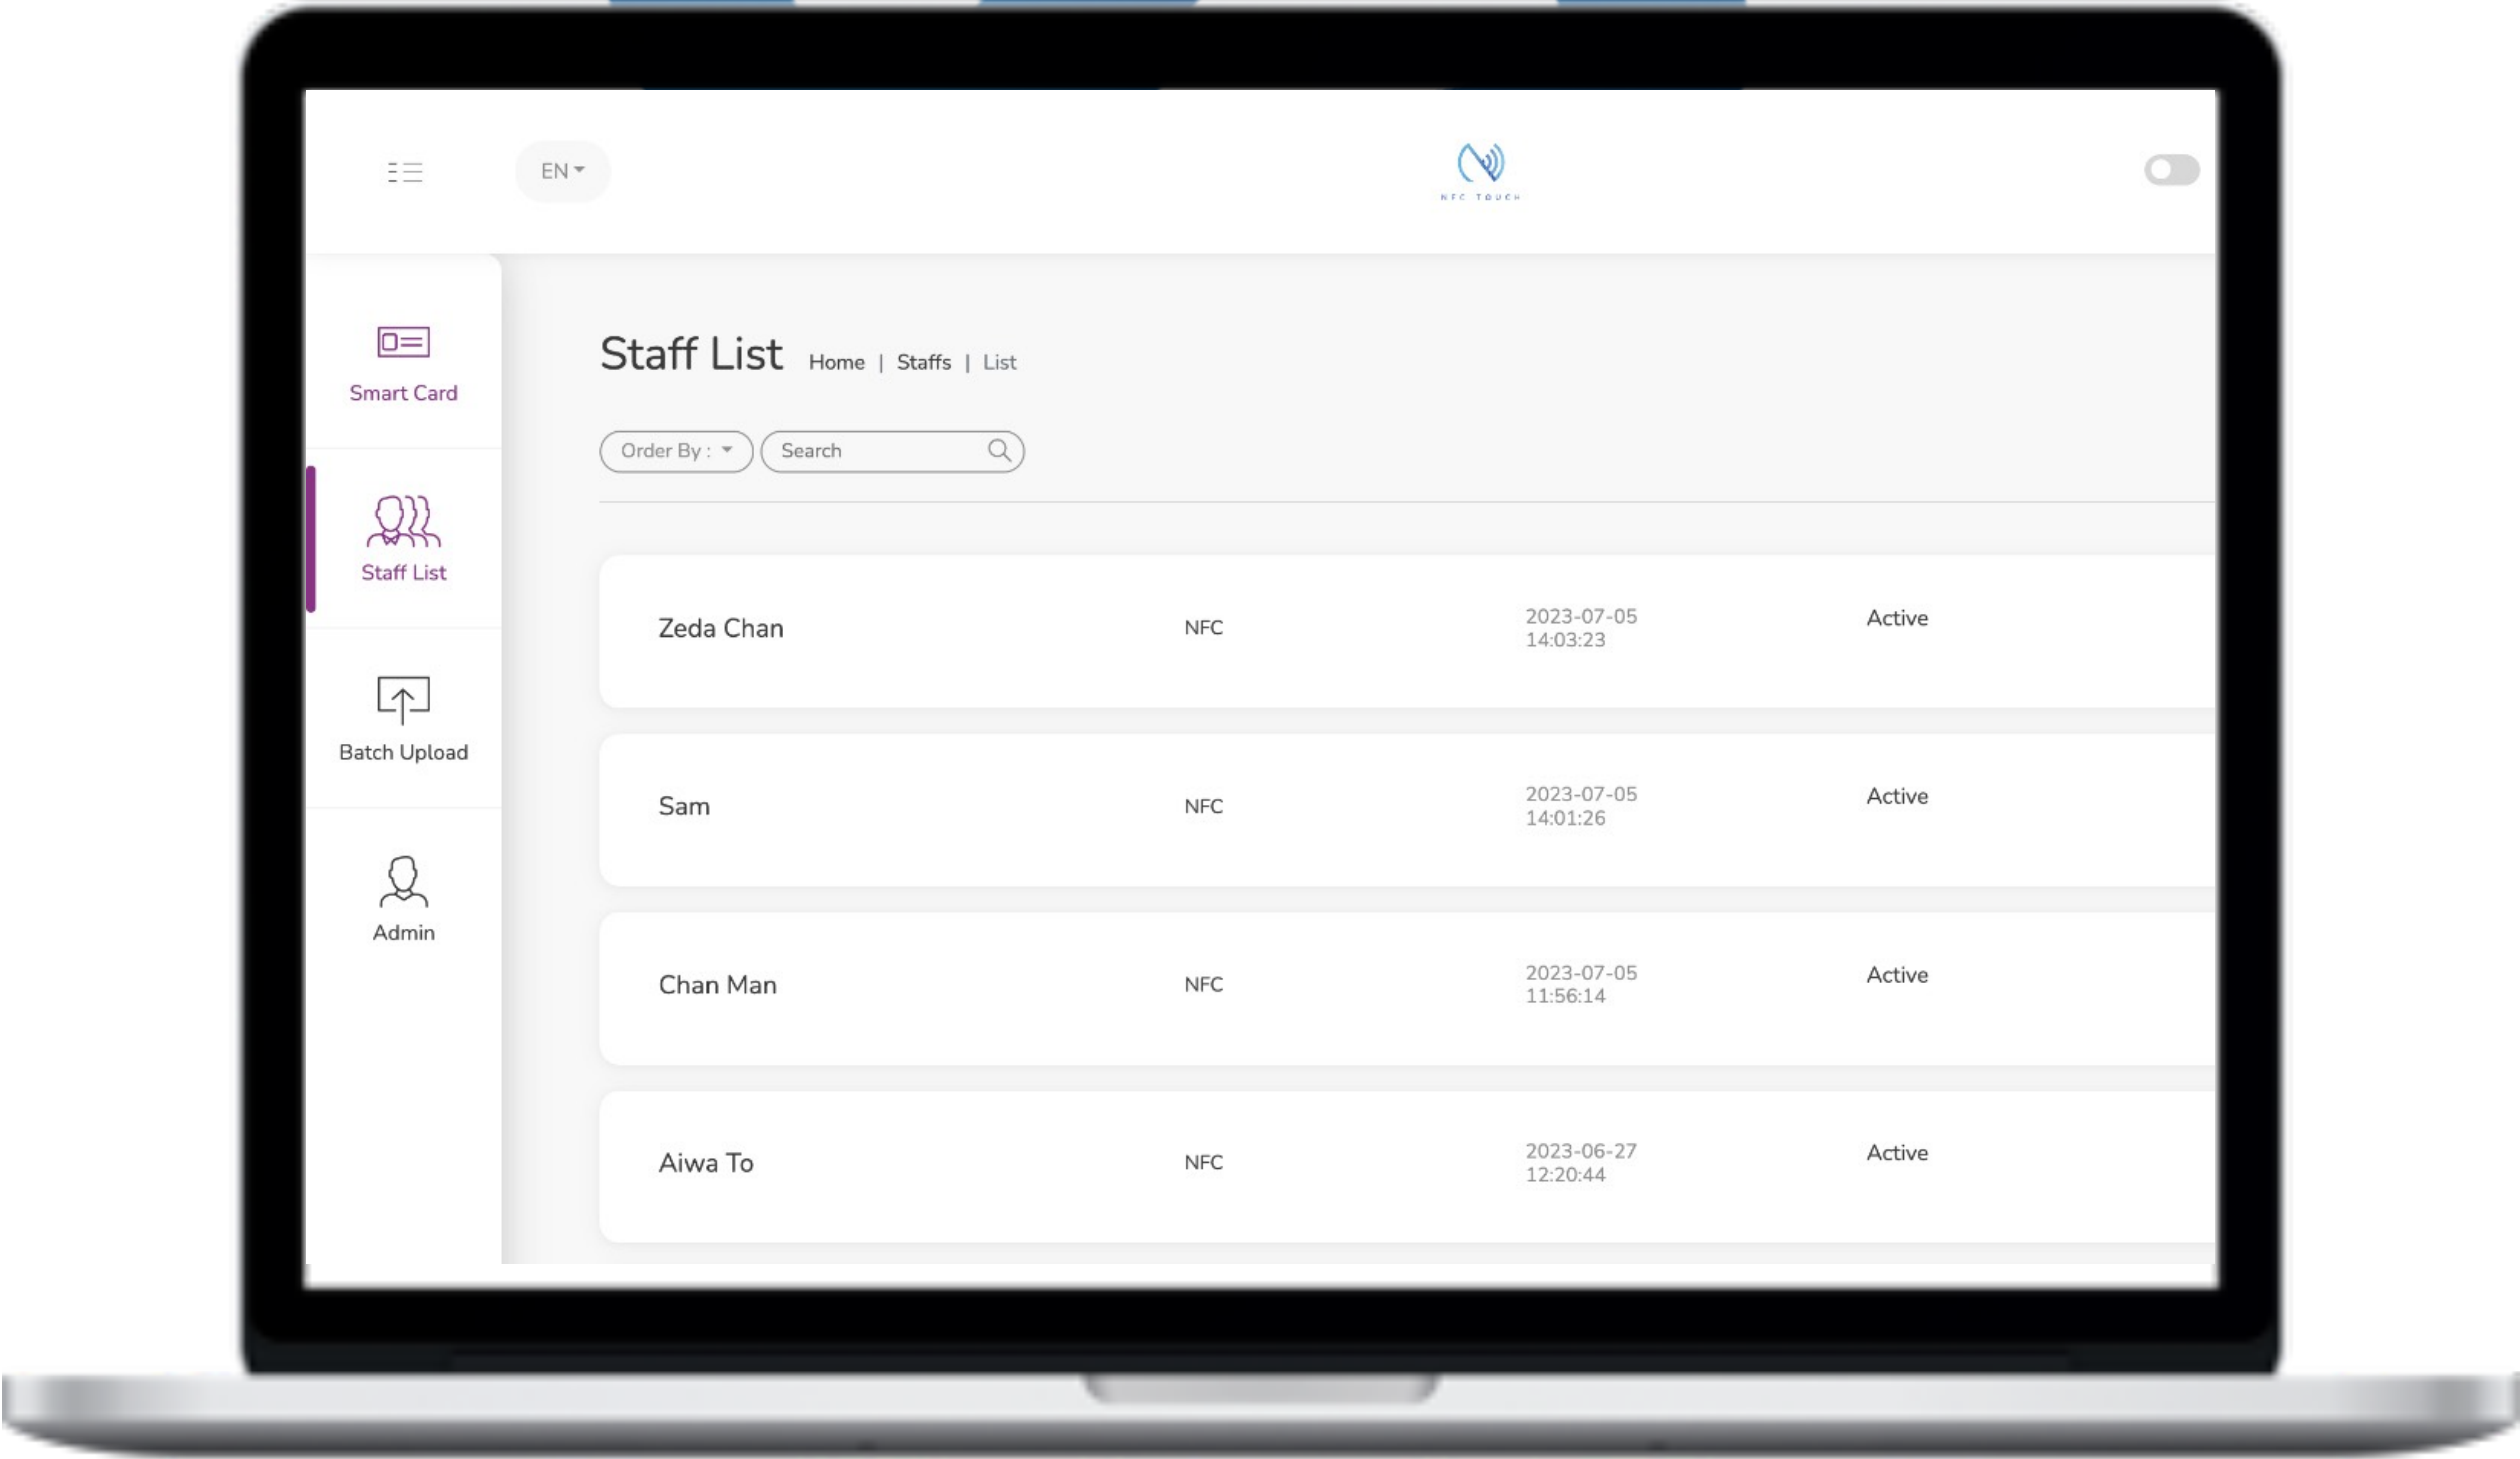 EN
NFC TOUCH
Smart Card
Staff List
Batch Upload
Admin
Staff List Home | Staffs | List
Order By : Search
Zeda Chan NFC 2023-07-05 14:03:23 Active
Sam NFC 2023-07-05 14:01:26 Active
Chan Man NFC 2023-07-05 11:56:14 Active
Aiwa To NFC 2023-06-27 12:20:44 Active